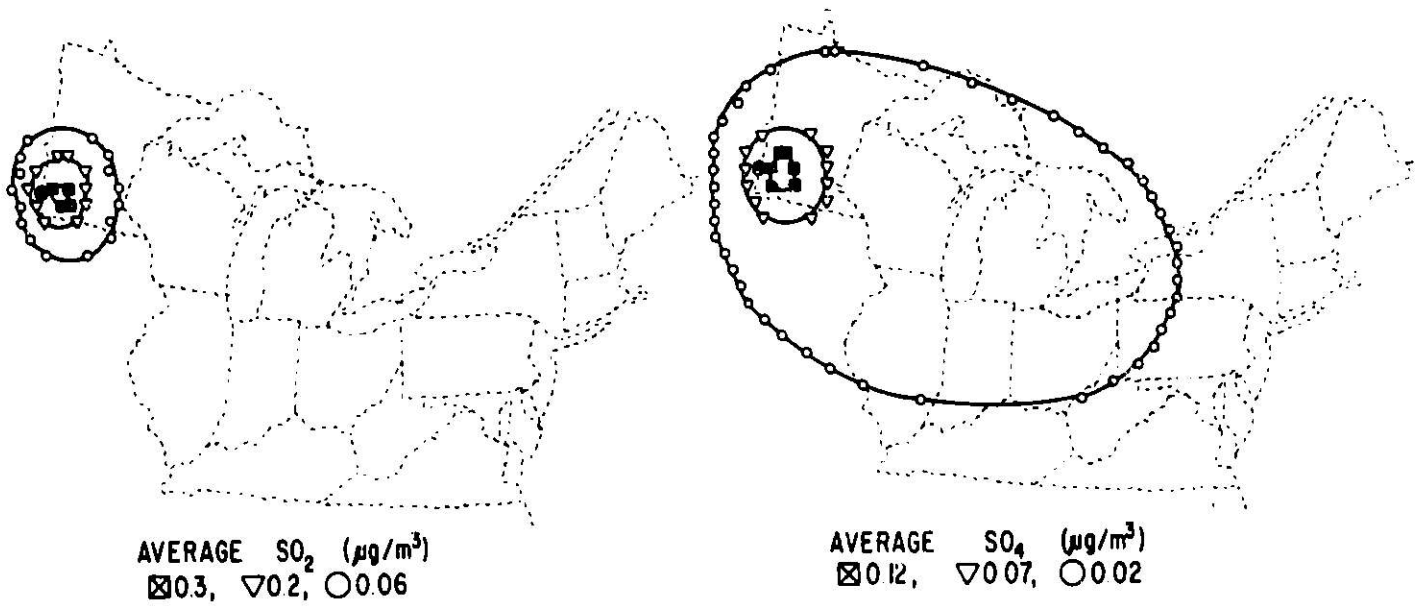 AVERAGE SO₂ (µg/m³)
☒0.3, ▽0.2, ○0.06
AVERAGE SO₄ (µg/m³)
☒0.12, ▽0 07, ○0.02